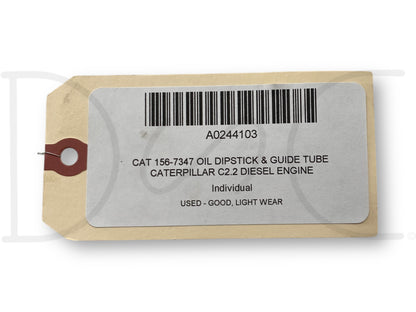 A0244103
CAT 156-7347 OIL DIPSTICK & GUIDE TUBE
CATERPILLAR C2.2 DIESEL ENGINE
Individual
USED - GOOD, LIGHT WEAR